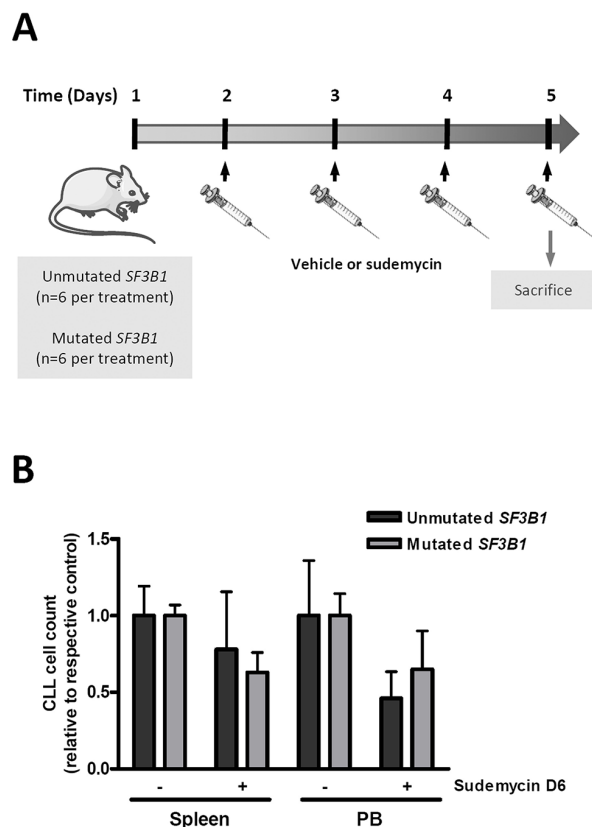 A
Time (Days) 1 2 3 4 5
Unmutated SF3B1
(n=6 per treatment)
Mutated SF3B1
(n=6 per treatment)
Vehicle or sudemycin
Sacrifice
B
Unmutated SF3B1
Mutated SF3B1
CLL cell count
(relative to respective control)
1.5
1.0
0.5
0.0
- + - + Sudemycin D6
Spleen PB